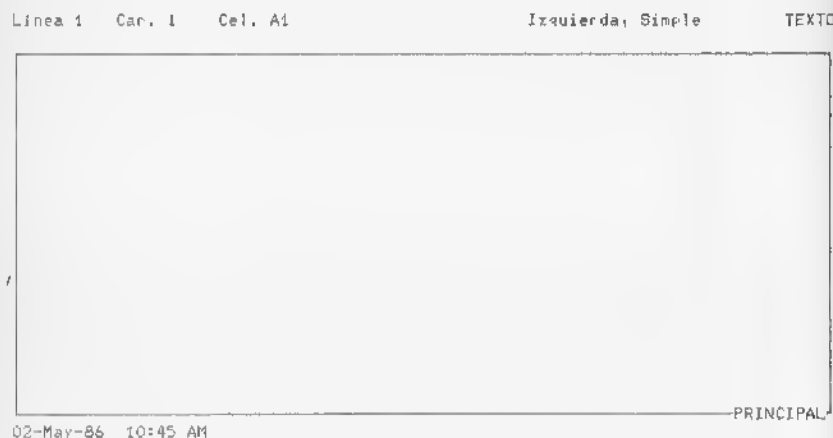 Linea 1 Car. 1 Cel. A1 Izquierda, Simple TEXTO
PRINCIPAL
02-May-86 10:45 AM